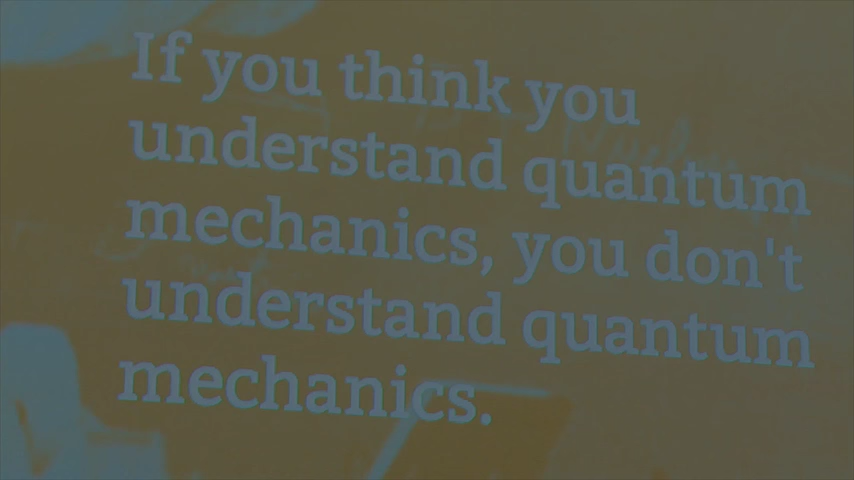 If you think you
understand quantum
mechanics, you don't
understand quantum
mechanics.